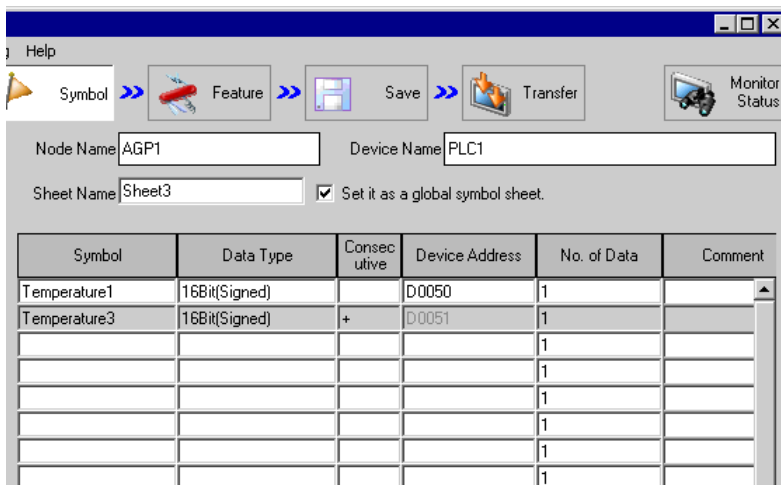 Help
Symbol Feature Save Transfer Monitor Status
Node Name AGP1 Device Name PLC1
Sheet Name Sheet3 Set it as a global symbol sheet.
Symbol Data Type Consecutive Device Address No. of Data Comment
Temperature1 16Bit(Signed) D0050 1
Temperature3 16Bit(Signed) + D0051 1
1
1
1
1
1
1